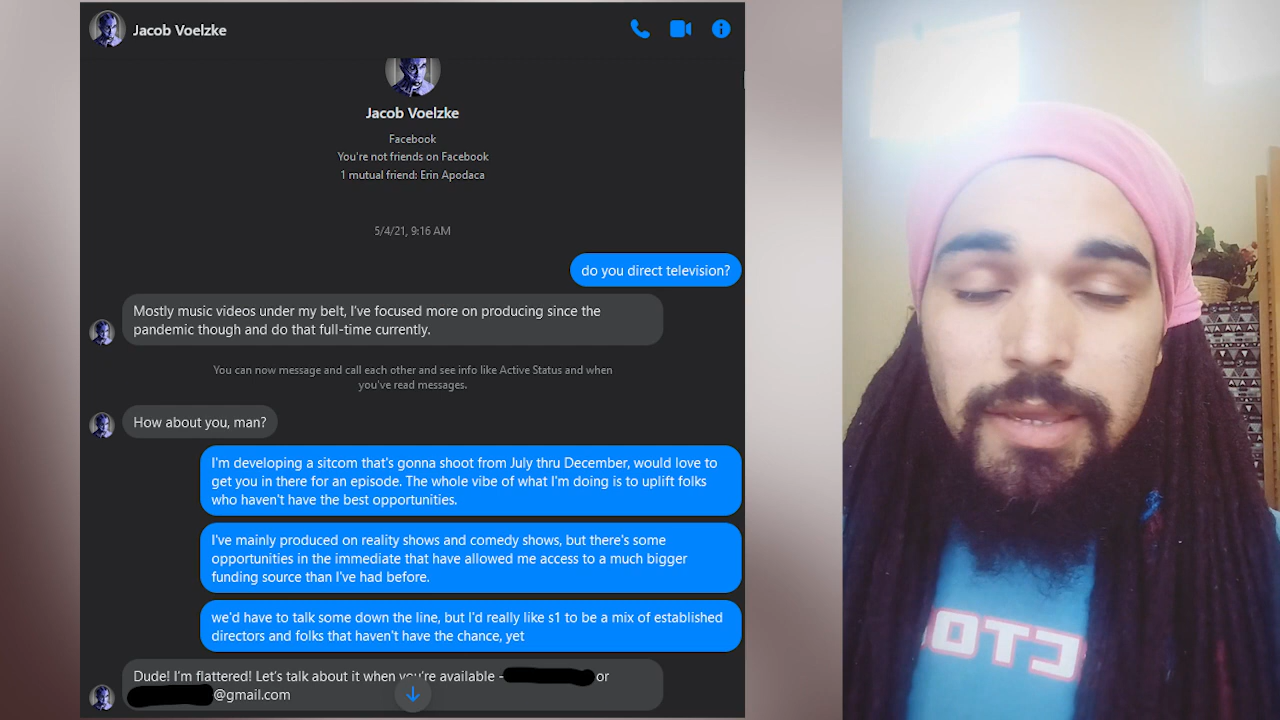 Jacob Voelzke
Jacob Voelzke
Facebook
You're not friends on Facebook
1 mutual friend: Erin Apodaca
5/4/21, 9:16 AM
do you direct television?
Mostly music videos under my belt, I've focused more on producing since the
pandemic though and do that full-time currently.
You can now message and call each other and see info like Active Status and when
you've read messages.
How about you, man?
I'm developing a sitcom that's gonna shoot from July thru December, would love to
get you in there for an episode. The whole vibe of what I'm doing is to uplift folks
who haven't have the best opportunities.
I've mainly produced on reality shows and comedy shows, but there's some
opportunities in the immediate that have allowed me access to a much bigger
funding source than I've had before.
we'd have to talk some down the line, but I'd really like s1 to be a mix of established
directors and folks that haven't have the chance, yet
Dude! I'm flattered! Let's talk about it when you're available - or
@gmail.com